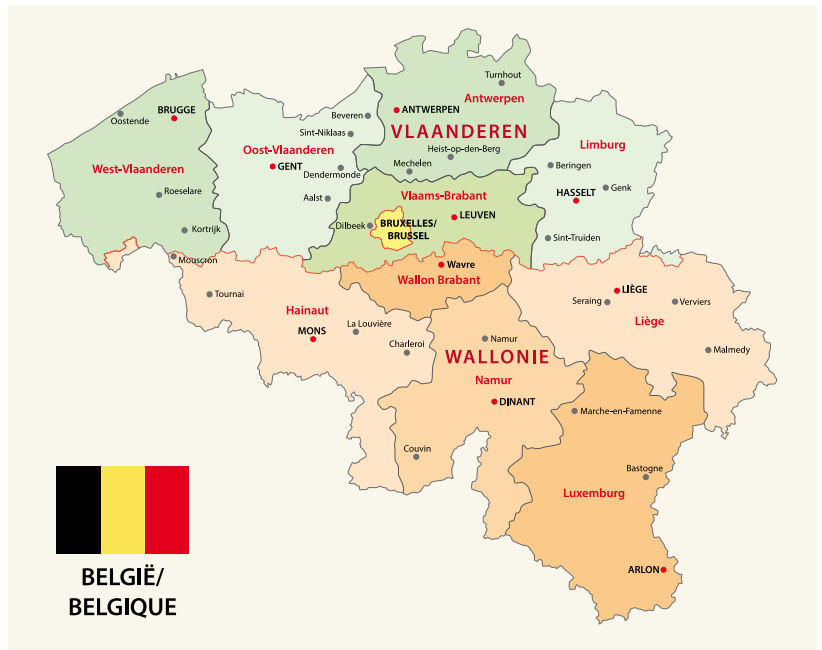 Turnhout
Antwerpen
BRUGGE
ANTWERPEN
Oostende
Beveren
Sint-Niklaas
VLAANDEREN
Oost-Vlaanderen
Heist-op-den-Berg
Limburg
West-Vlaanderen
GENT
Dendermonde
Mechelen
Beringen
Roeselare
Aalst
Vlaams-Brabant
HASSELT
Genk
Dilbeek
BRUXELLES/
BRUSSEL
LEUVEN
Kortrijk
Sint-Truiden
Mouscron
Wavre
Wallon Brabant
Tournai
Hainaut
LIÈGE
Seraing
Verviers
MONS
La Louvière
Liège
Charleroi
Namur
Malmedy
WALLONIE
Namur
DINANT
Marche-en-Famenne
Couvin
Bastogne
Luxemburg
ARLON
BELGIË/
BELGIQUE